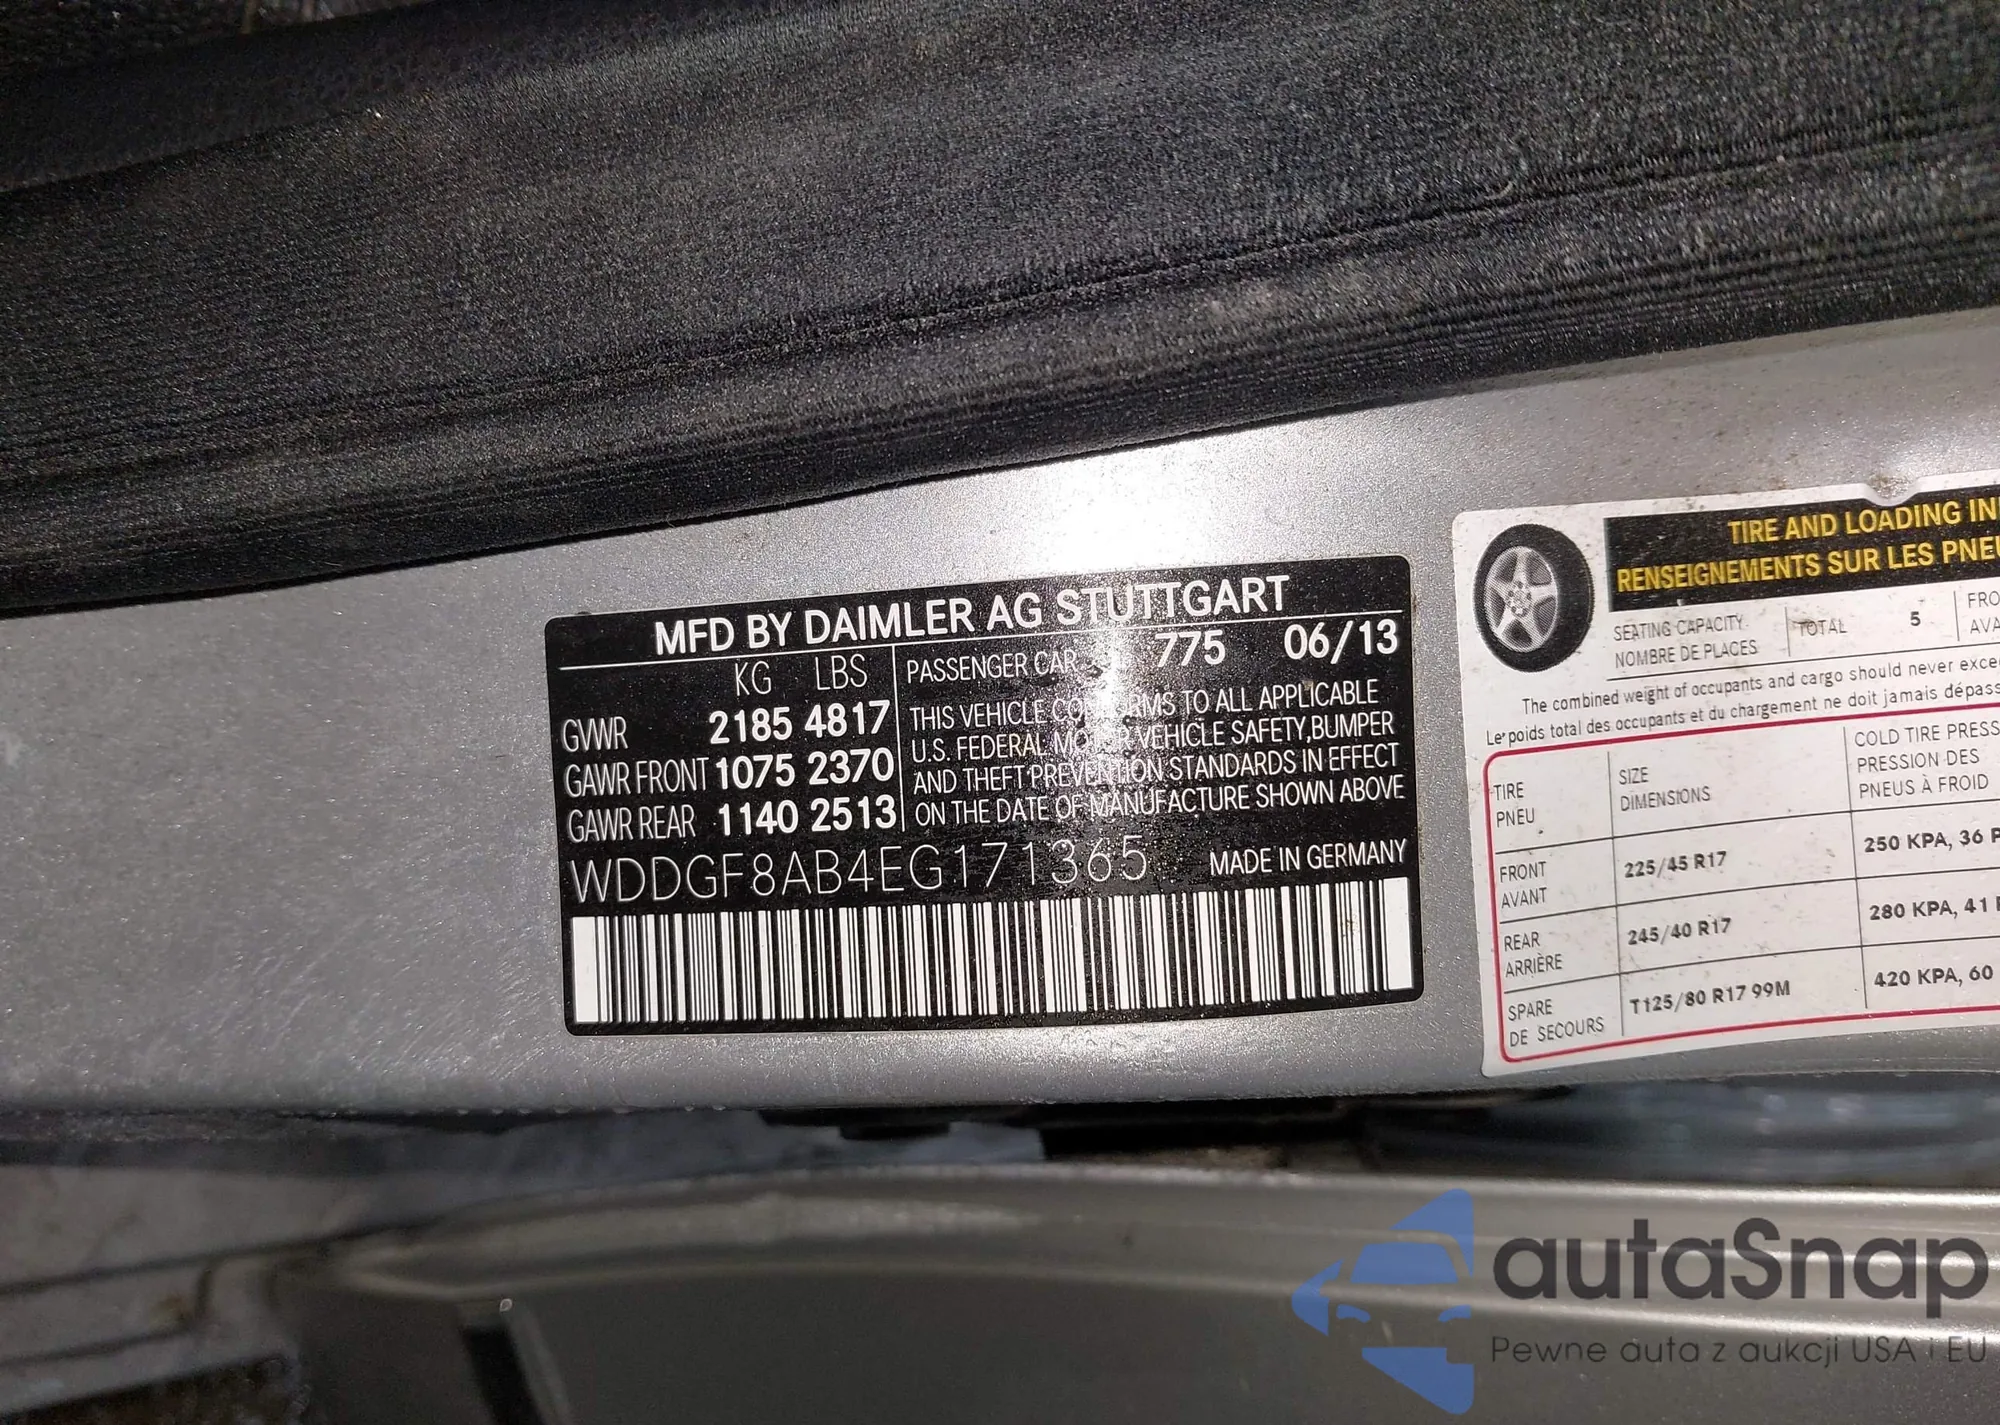 MFD BY DAIMLER AG STUTTGART
KG LBS
GVWR 2185 4817
GAWR FRONT 1075 2370
GAWR REAR 1140 2513
PASSENGER CAR 775 06/13
THIS VEHICLE CONFORMS TO ALL APPLICABLE
U.S. FEDERAL MOTOR VEHICLE SAFETY, BUMPER
AND THEFT PREVENTION STANDARDS IN EFFECT
ON THE DATE OF MANUFACTURE SHOWN ABOVE
WDDGF8AB4EG171365 MADE IN GERMANY
TIRE AND LOADING
RENSEIGNEMENTS SUR LES
SEATING CAPACITY
NOMBRE DE PLACES
TOTAL 5
The combined weight of occupants and cargo should never
Le poids total des occupants et du chargement ne doit jamais
TIRE
PNEU
SIZE
DIMENSIONS
COLD TIRE
PRESSION DES
PNEUS À FROID
FRONT
AVANT
225/45 R17
250 KPA, 36
REAR
ARRIÈRE
245/40 R17
280 KPA, 41
SPARE
DE SECOURS
T125/80 R17 99M
420 KPA, 60
autaSnap
Pewne auta z aukcji USA i EU